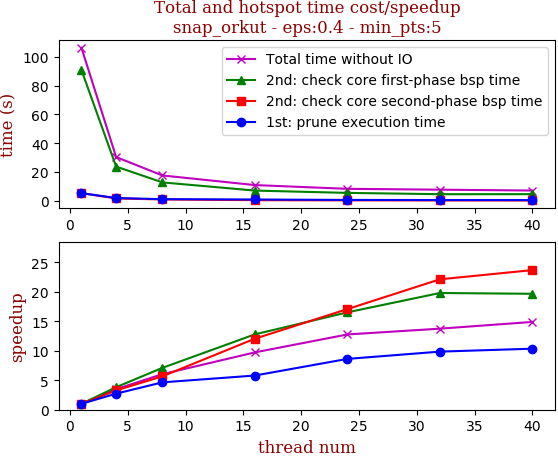 Total and hotspot time cost/speedup
snap_orkut - eps:0.4 - min_pts:5
time (s)
100
80
60
40
20
0
Total time without IO
2nd: check core first-phase bsp time
2nd: check core second-phase bsp time
1st: prune execution time
0 5 10 15 20 25 30 35 40
speedup
25
20
15
10
5
0
0 5 10 15 20 25 30 35 40
thread num